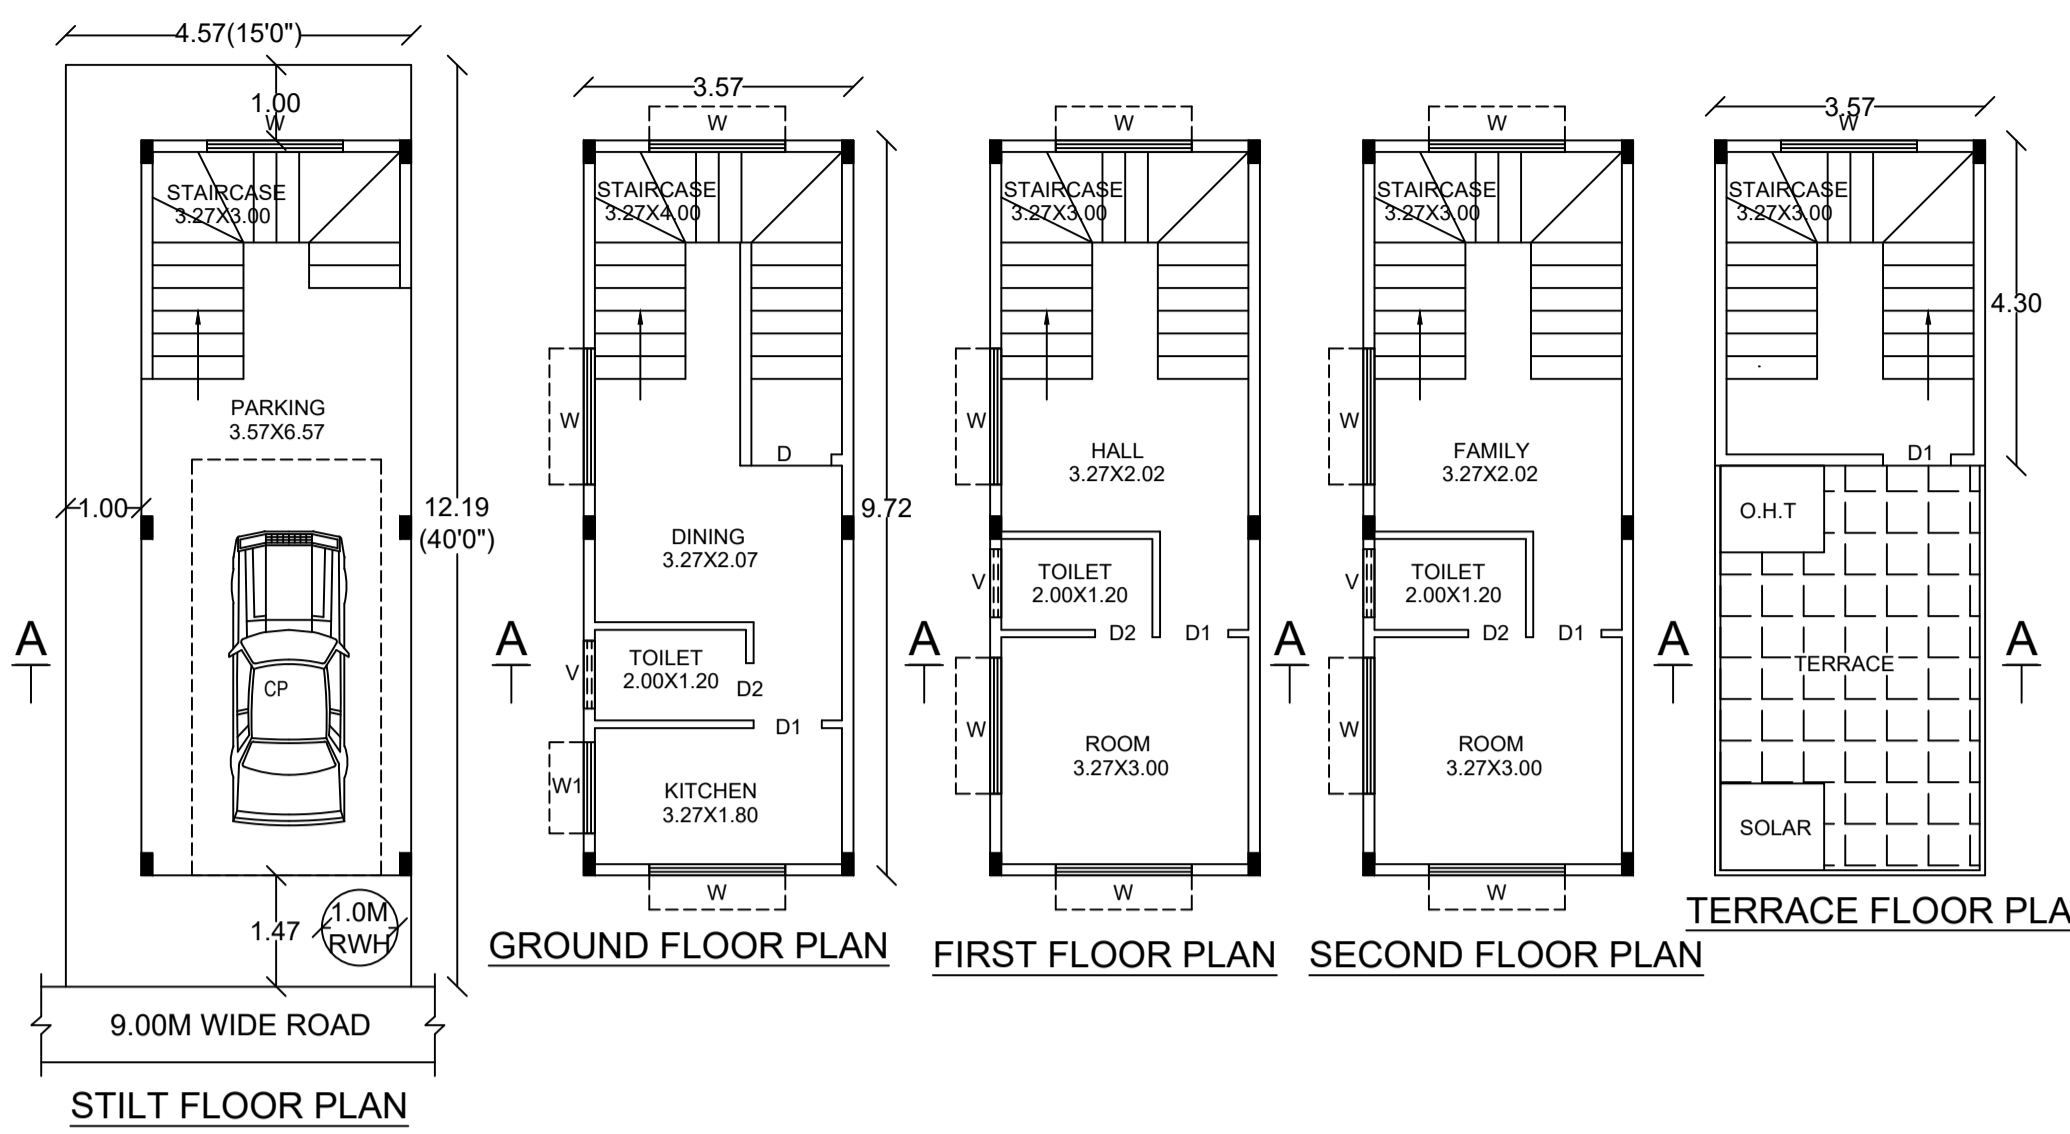 4.57(15'0")
1.00
W
STAIRCASE
3.27X3.00
PARKING
3.57X6.57
1.00
12.19
(40'0")
A
CP
1.47
1.0M
RWH
9.00M WIDE ROAD
STILT FLOOR PLAN
3.57
W
STAIRCASE
3.27X4.00
W
D
9.72
DINING
3.27X2.07
A
V
TOILET
2.00X1.20
D2
D1
W1
KITCHEN
3.27X1.80
W
GROUND FLOOR PLAN
W
STAIRCASE
3.27X3.00
W
HALL
3.27X2.02
V
TOILET
2.00X1.20
A
D2
D1
W
ROOM
3.27X3.00
W
FIRST FLOOR PLAN
W
STAIRCASE
3.27X3.00
W
FAMILY
3.27X2.02
V
TOILET
2.00X1.20
A
D2
D1
W
ROOM
3.27X3.00
W
SECOND FLOOR PLAN
3.57
W
STAIRCASE
3.27X3.00
4.30
D1
O.H.T
A
TERRACE
A
SOLAR
TERRACE FLOOR PLA